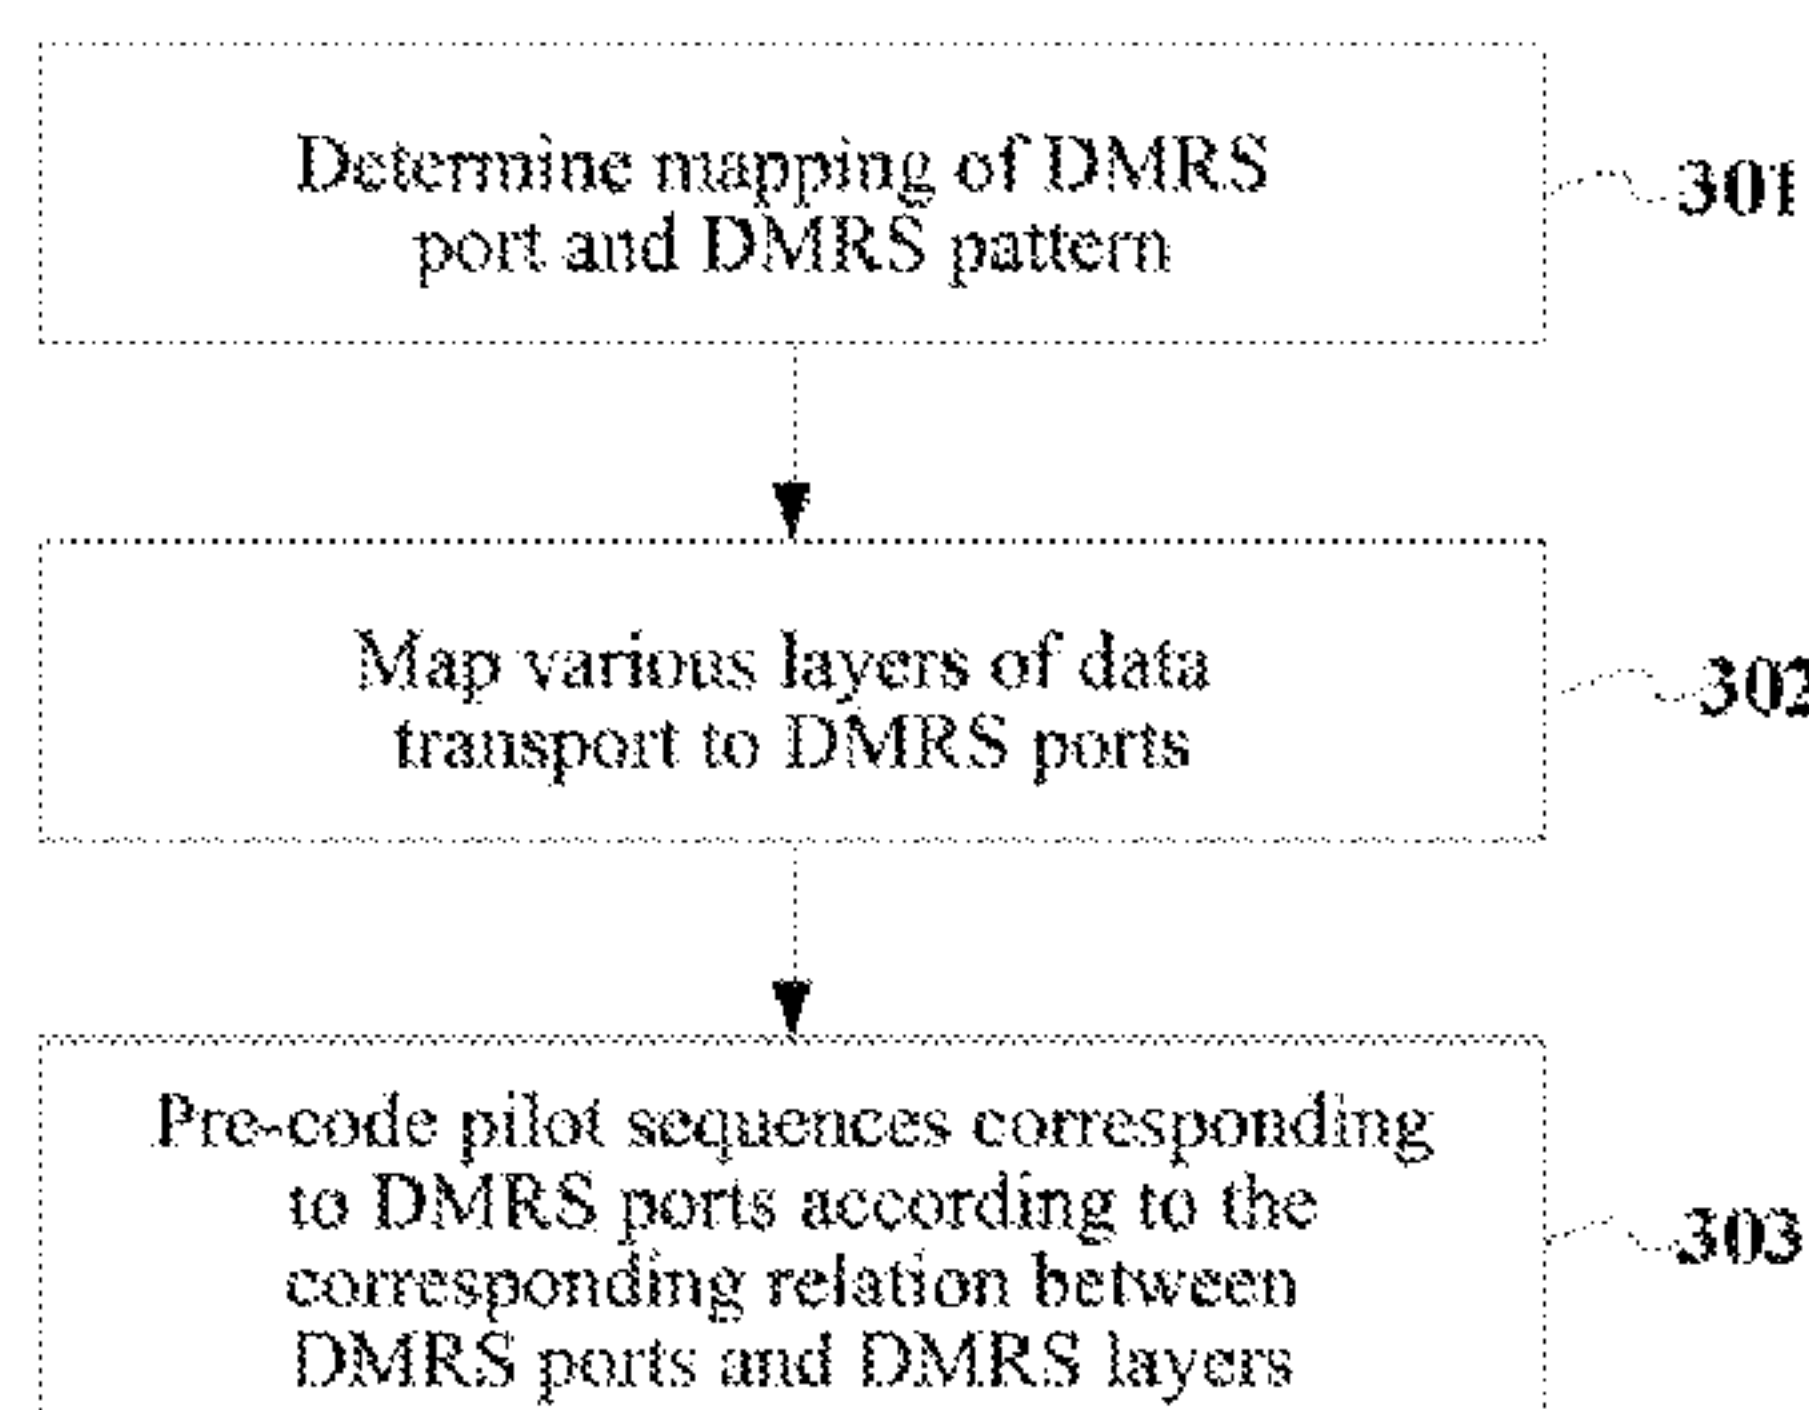 Determine mapping of DMRS
port and DMRS pattern
301
Map various layers of data
transport to DMRS ports
302
Pre-code pilot sequences corresponding
to DMRS ports according to the
corresponding relation between
DMRS ports and DMRS layers
303